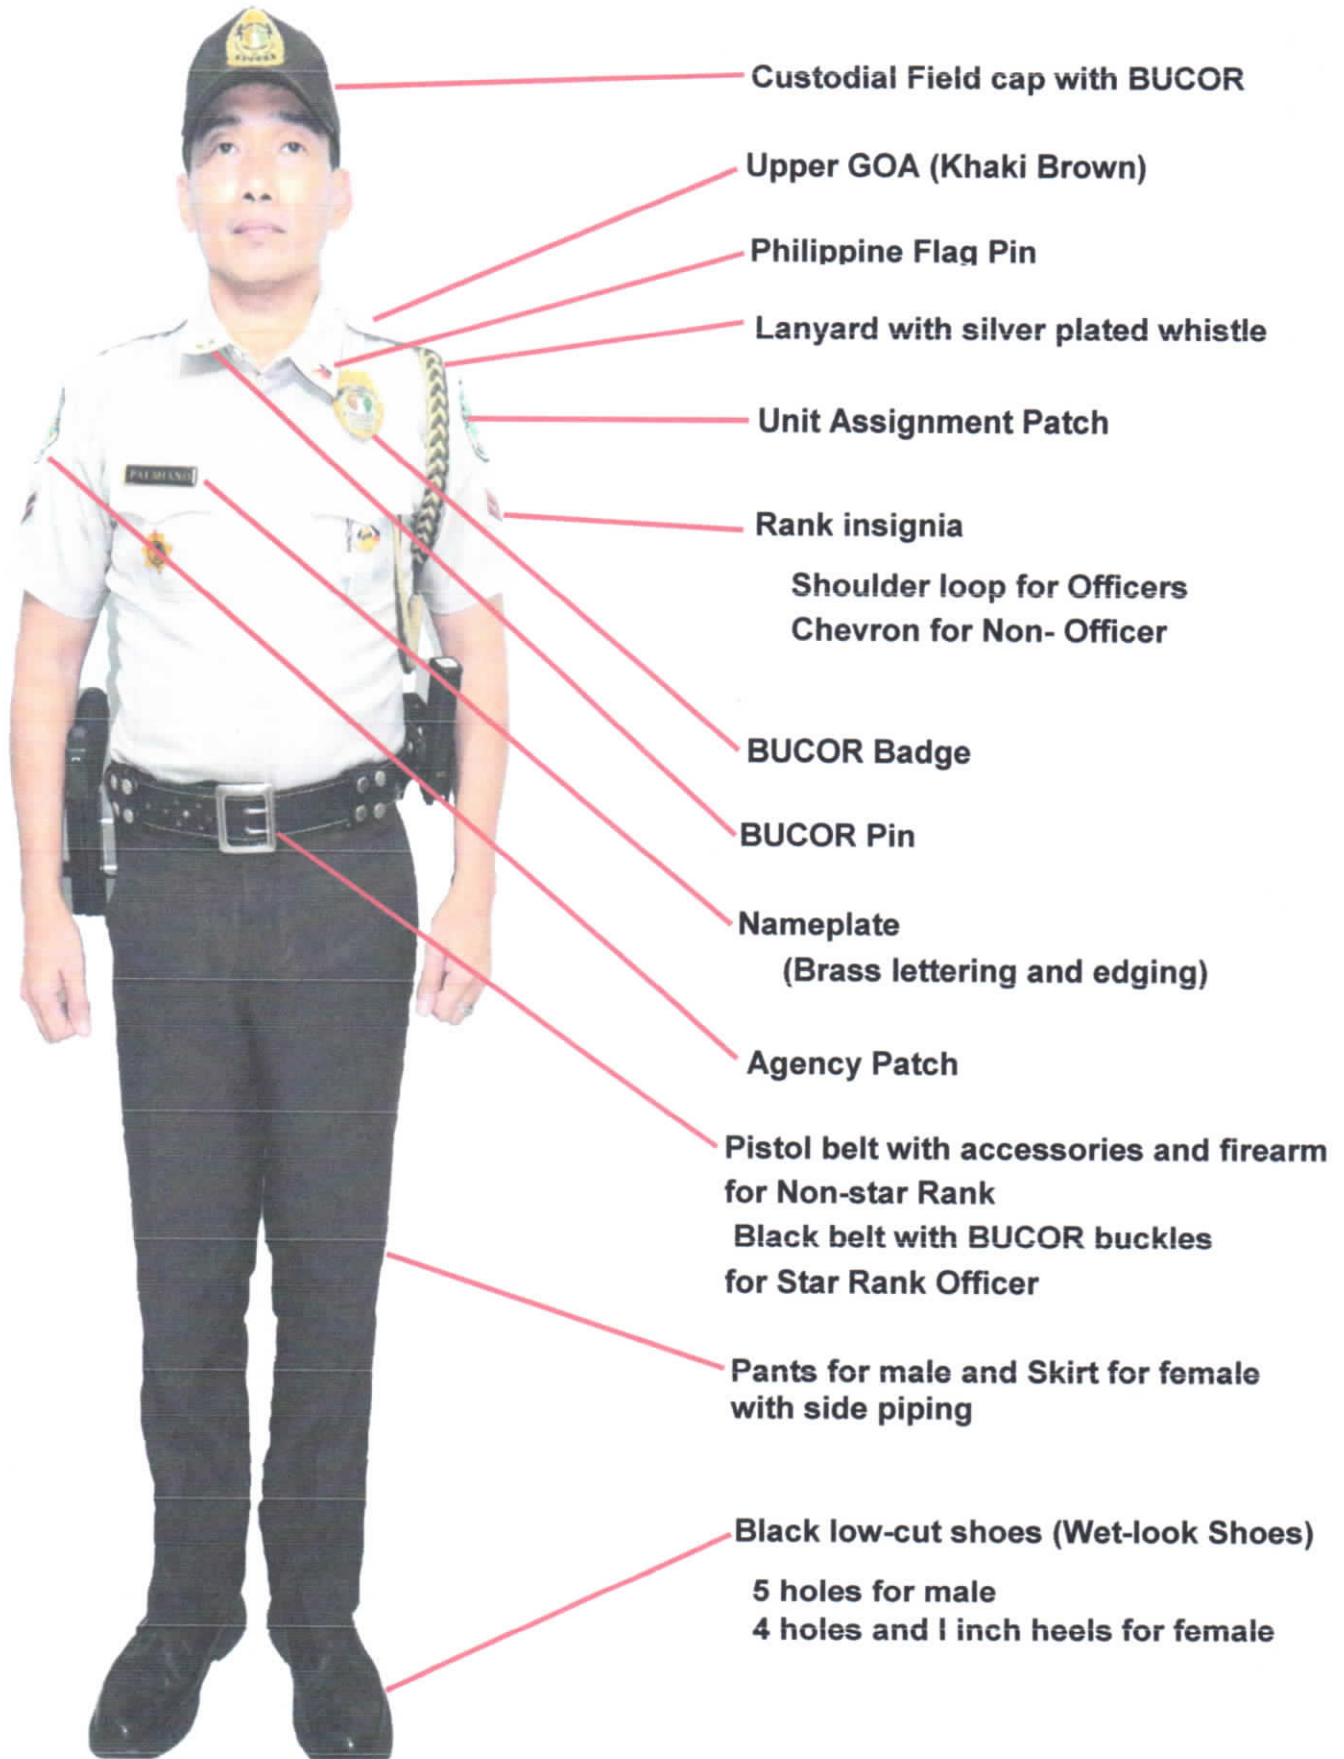 Custodial Field cap with BUCOR
Upper GOA (Khaki Brown)
Philippine Flag Pin
Lanyard with silver plated whistle
Unit Assignment Patch
Rank insignia
Shoulder loop for Officers
Chevron for Non- Officer
BUCOR Badge
BUCOR Pin
Nameplate
(Brass lettering and edging)
Agency Patch
Pistol belt with accessories and firearm
for Non-star Rank
Black belt with BUCOR buckles
for Star Rank Officer
Pants for male and Skirt for female
with side piping
Black low-cut shoes (Wet-look Shoes)
5 holes for male
4 holes and I inch heels for female